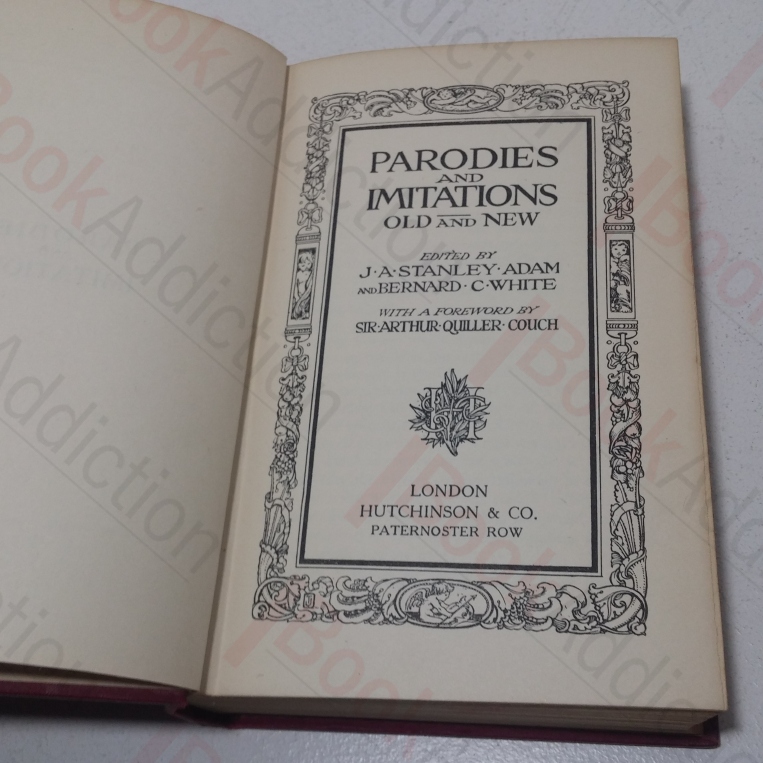 PARODIES
AND
IMITATIONS
OLD AND NEW
EDITED BY
J·A·STANLEY·ADAM
AND BERNARD·C·WHITE
WITH A FOREWORD BY
SIR·ARTHUR·QUILLER·COUCH
LONDON
HUTCHINSON & CO.
PATERNOSTER ROW
BookAddiction